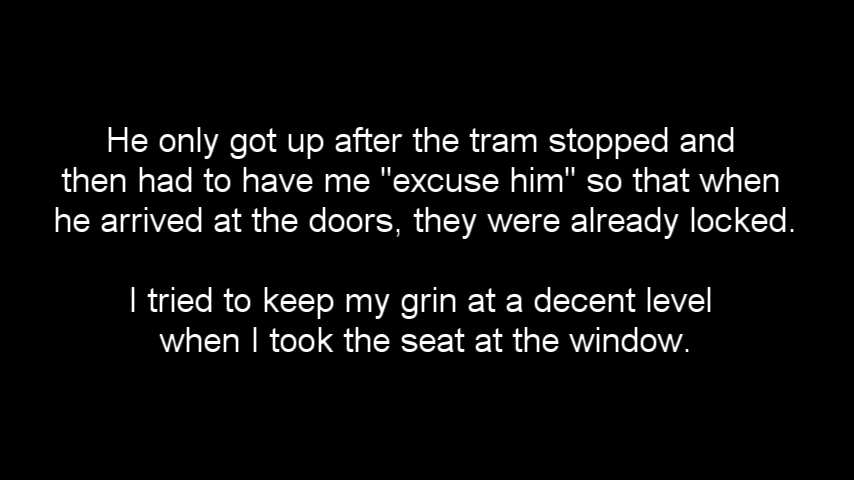 He only got up after the tram stopped and
then had to have me "excuse him" so that when
he arrived at the doors, they were already locked.
I tried to keep my grin at a decent level
when I took the seat at the window.